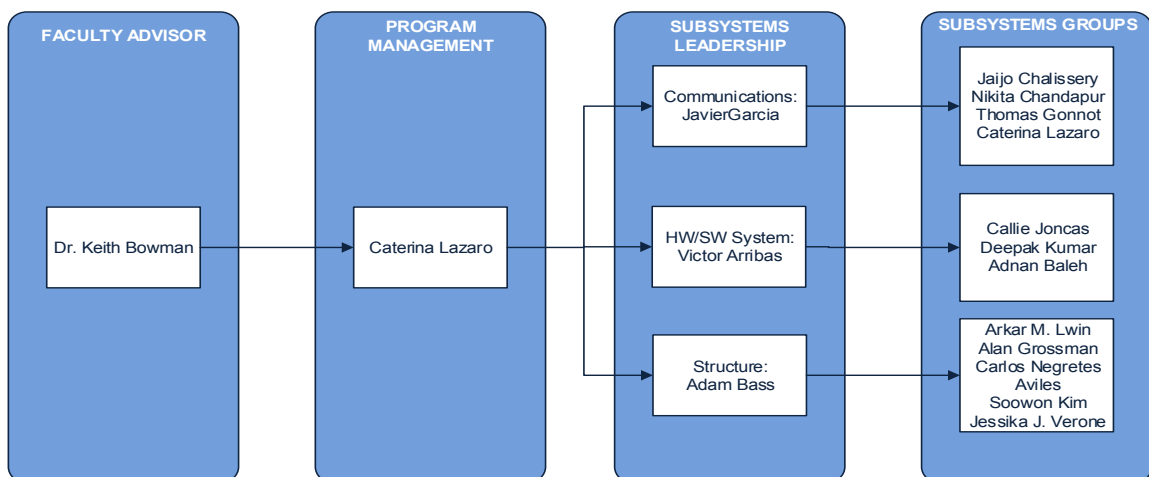 FACULTY ADVISOR
Dr. Keith Bowman
PROGRAM
MANAGEMENT
Caterina Lazaro
SUBSYSTEMS
LEADERSHIP
Communications:
JavierGarcia
HW/SW System:
Victor Arribas
Structure:
Adam Bass
SUBSYSTEMS GROUPS
Jaijo Chalissery
Nikita Chandapur
Thomas Gonnot
Caterina Lazaro
Callie Joncas
Deepak Kumar
Adnan Baleh
Arkar M. Lwin
Alan Grossman
Carlos Negretes
Aviles
Soowon Kim
Jessika J. Verone